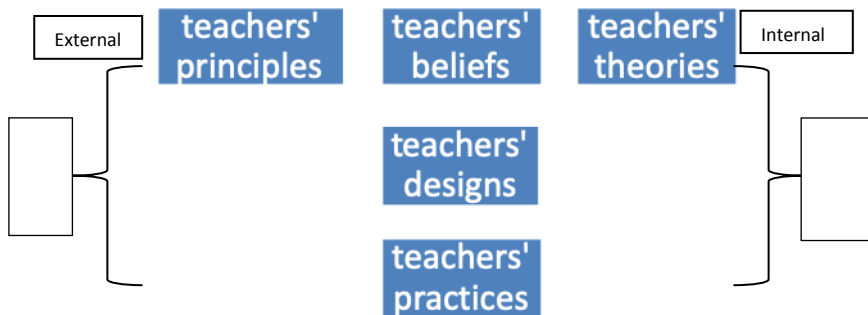 External
teachers'
principles
teachers'
beliefs
teachers'
theories
Internal
teachers'
designs
teachers'
practices